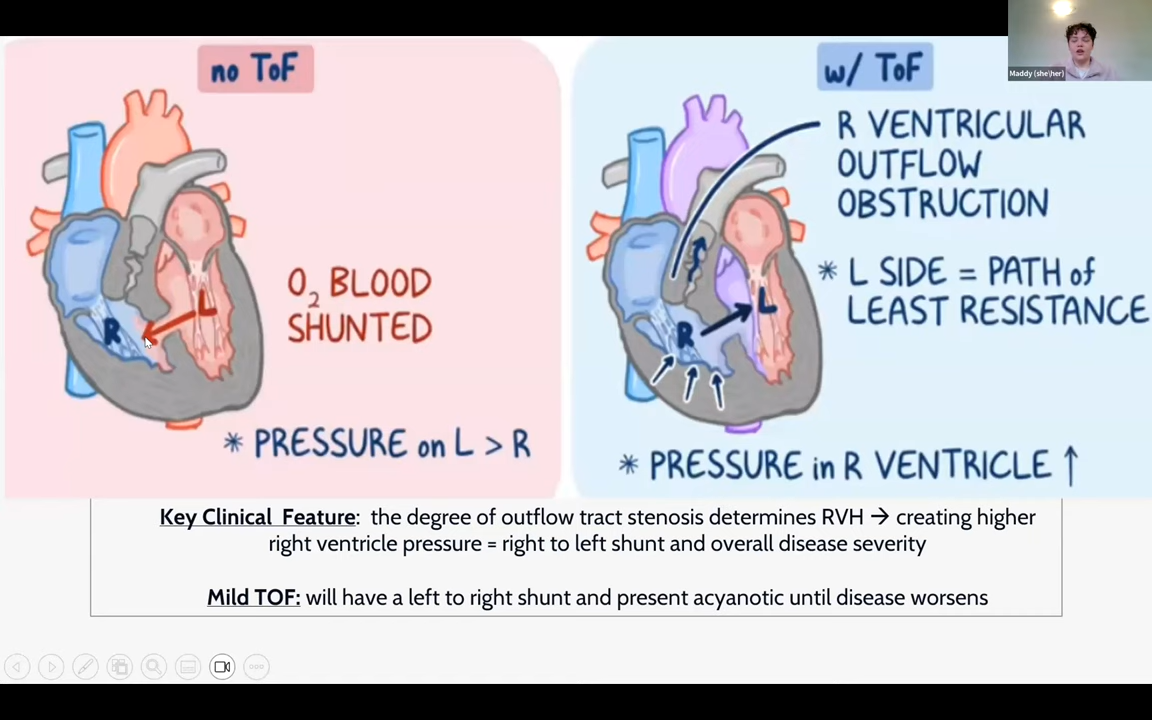 no ToF
O₂ BLOOD
SHUNTED
L
R
* PRESSURE on L > R
w/ ToF
R VENTRICULAR
OUTFLOW
OBSTRUCTION
* L SIDE = PATH of
LEAST RESISTANCE
L
R
* PRESSURE in R VENTRICLE ↑
Maddy (she\her)
Key Clinical Feature: the degree of outflow tract stenosis determines RVH → creating higher
right ventricle pressure = right to left shunt and overall disease severity
Mild TOF: will have a left to right shunt and present acyanotic until disease worsens